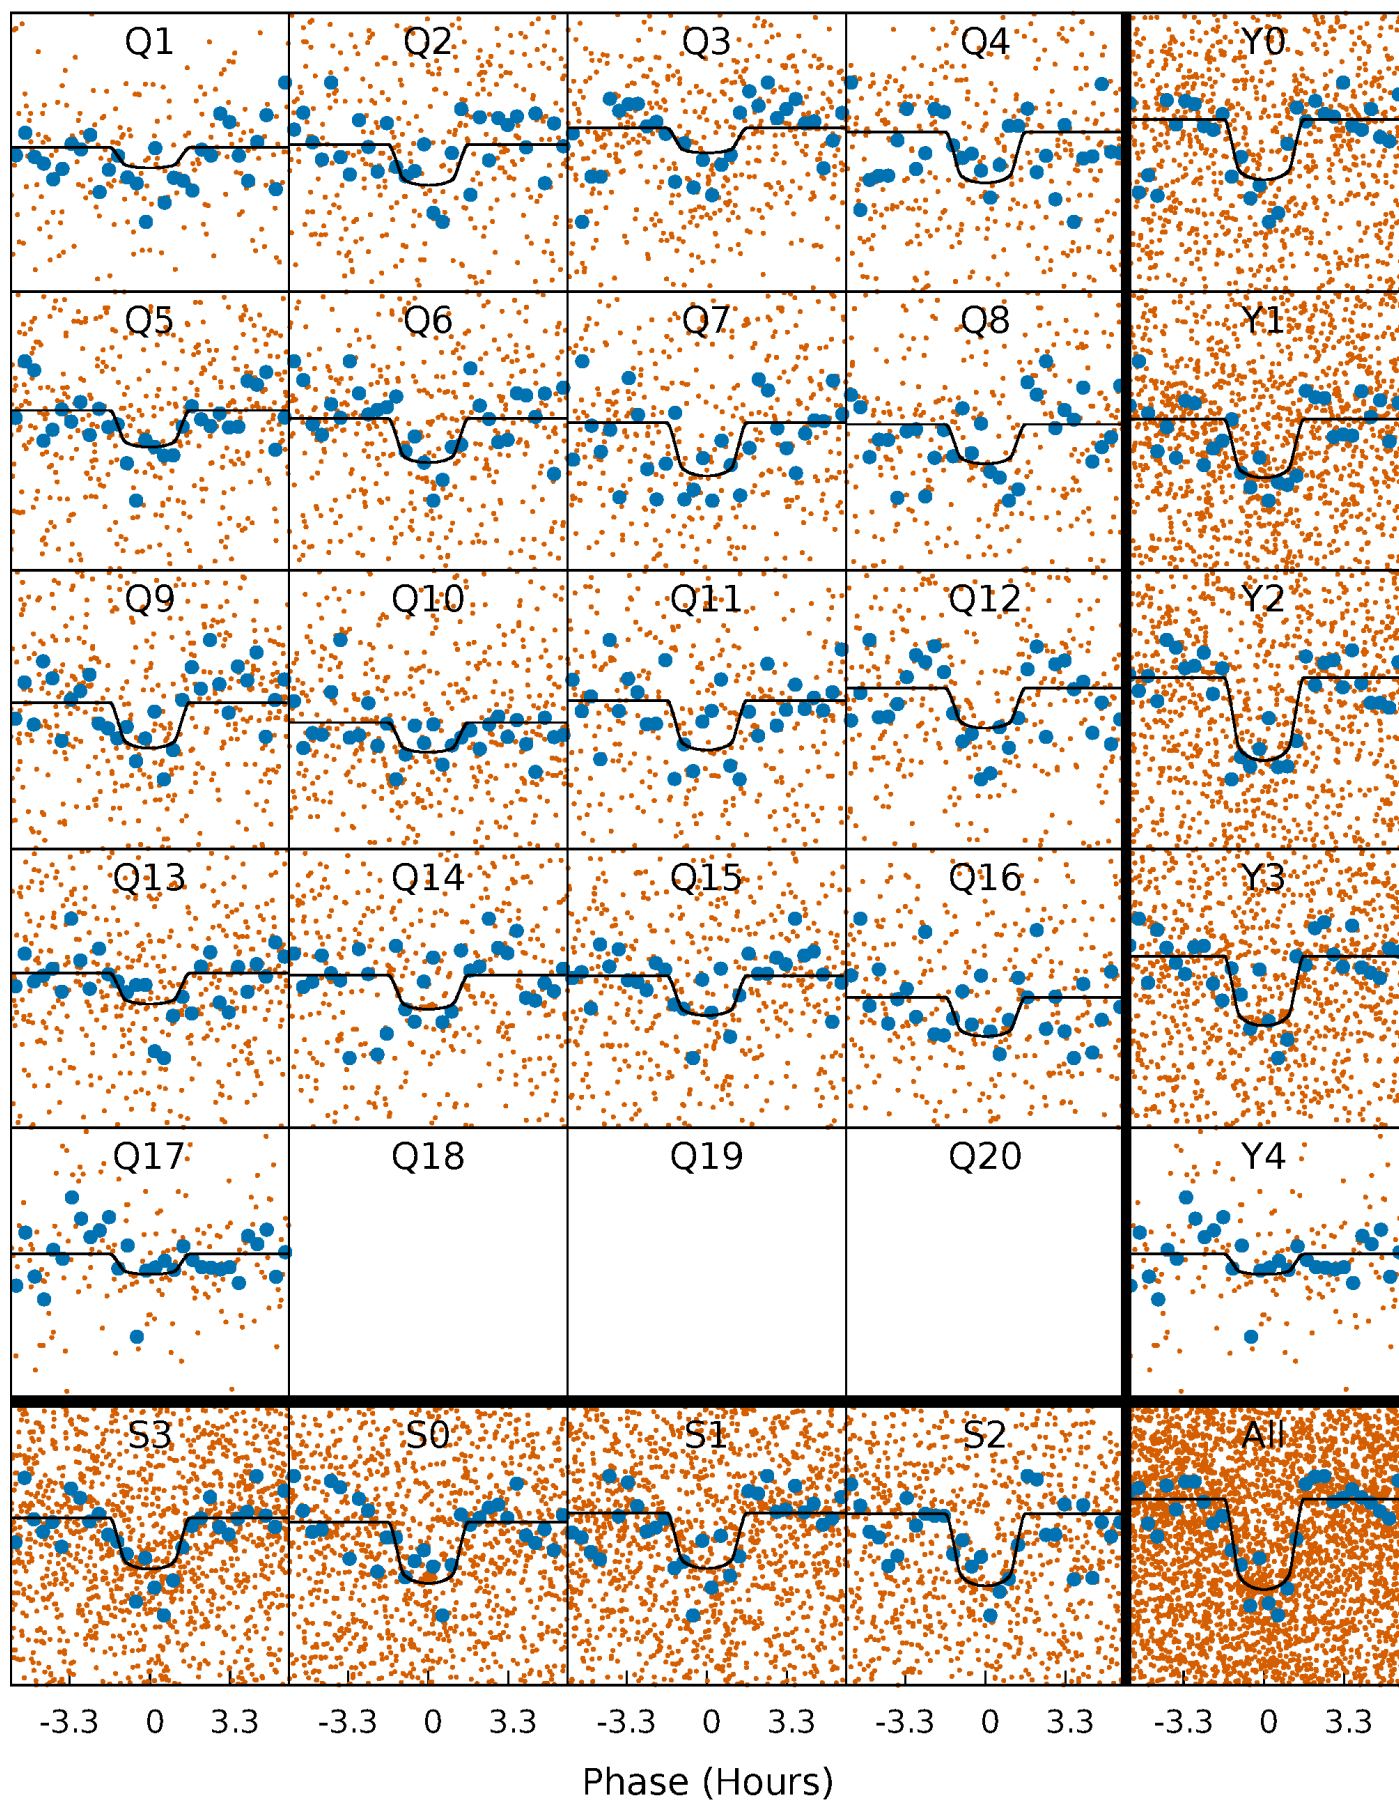 Q1 Q2 Q3 Q4 Y0
Q5 Q6 Q7 Q8 Y1
Q9 Q10 Q11 Q12 Y2
Q13 Q14 Q15 Q16 Y3
Q17 Q18 Q19 Q20 Y4
S3 S0 S1 S2 All
-3.3 0 3.3 -3.3 0 3.3 -3.3 0 3.3 -3.3 0 3.3 -3.3 0 3.3
Phase (Hours)